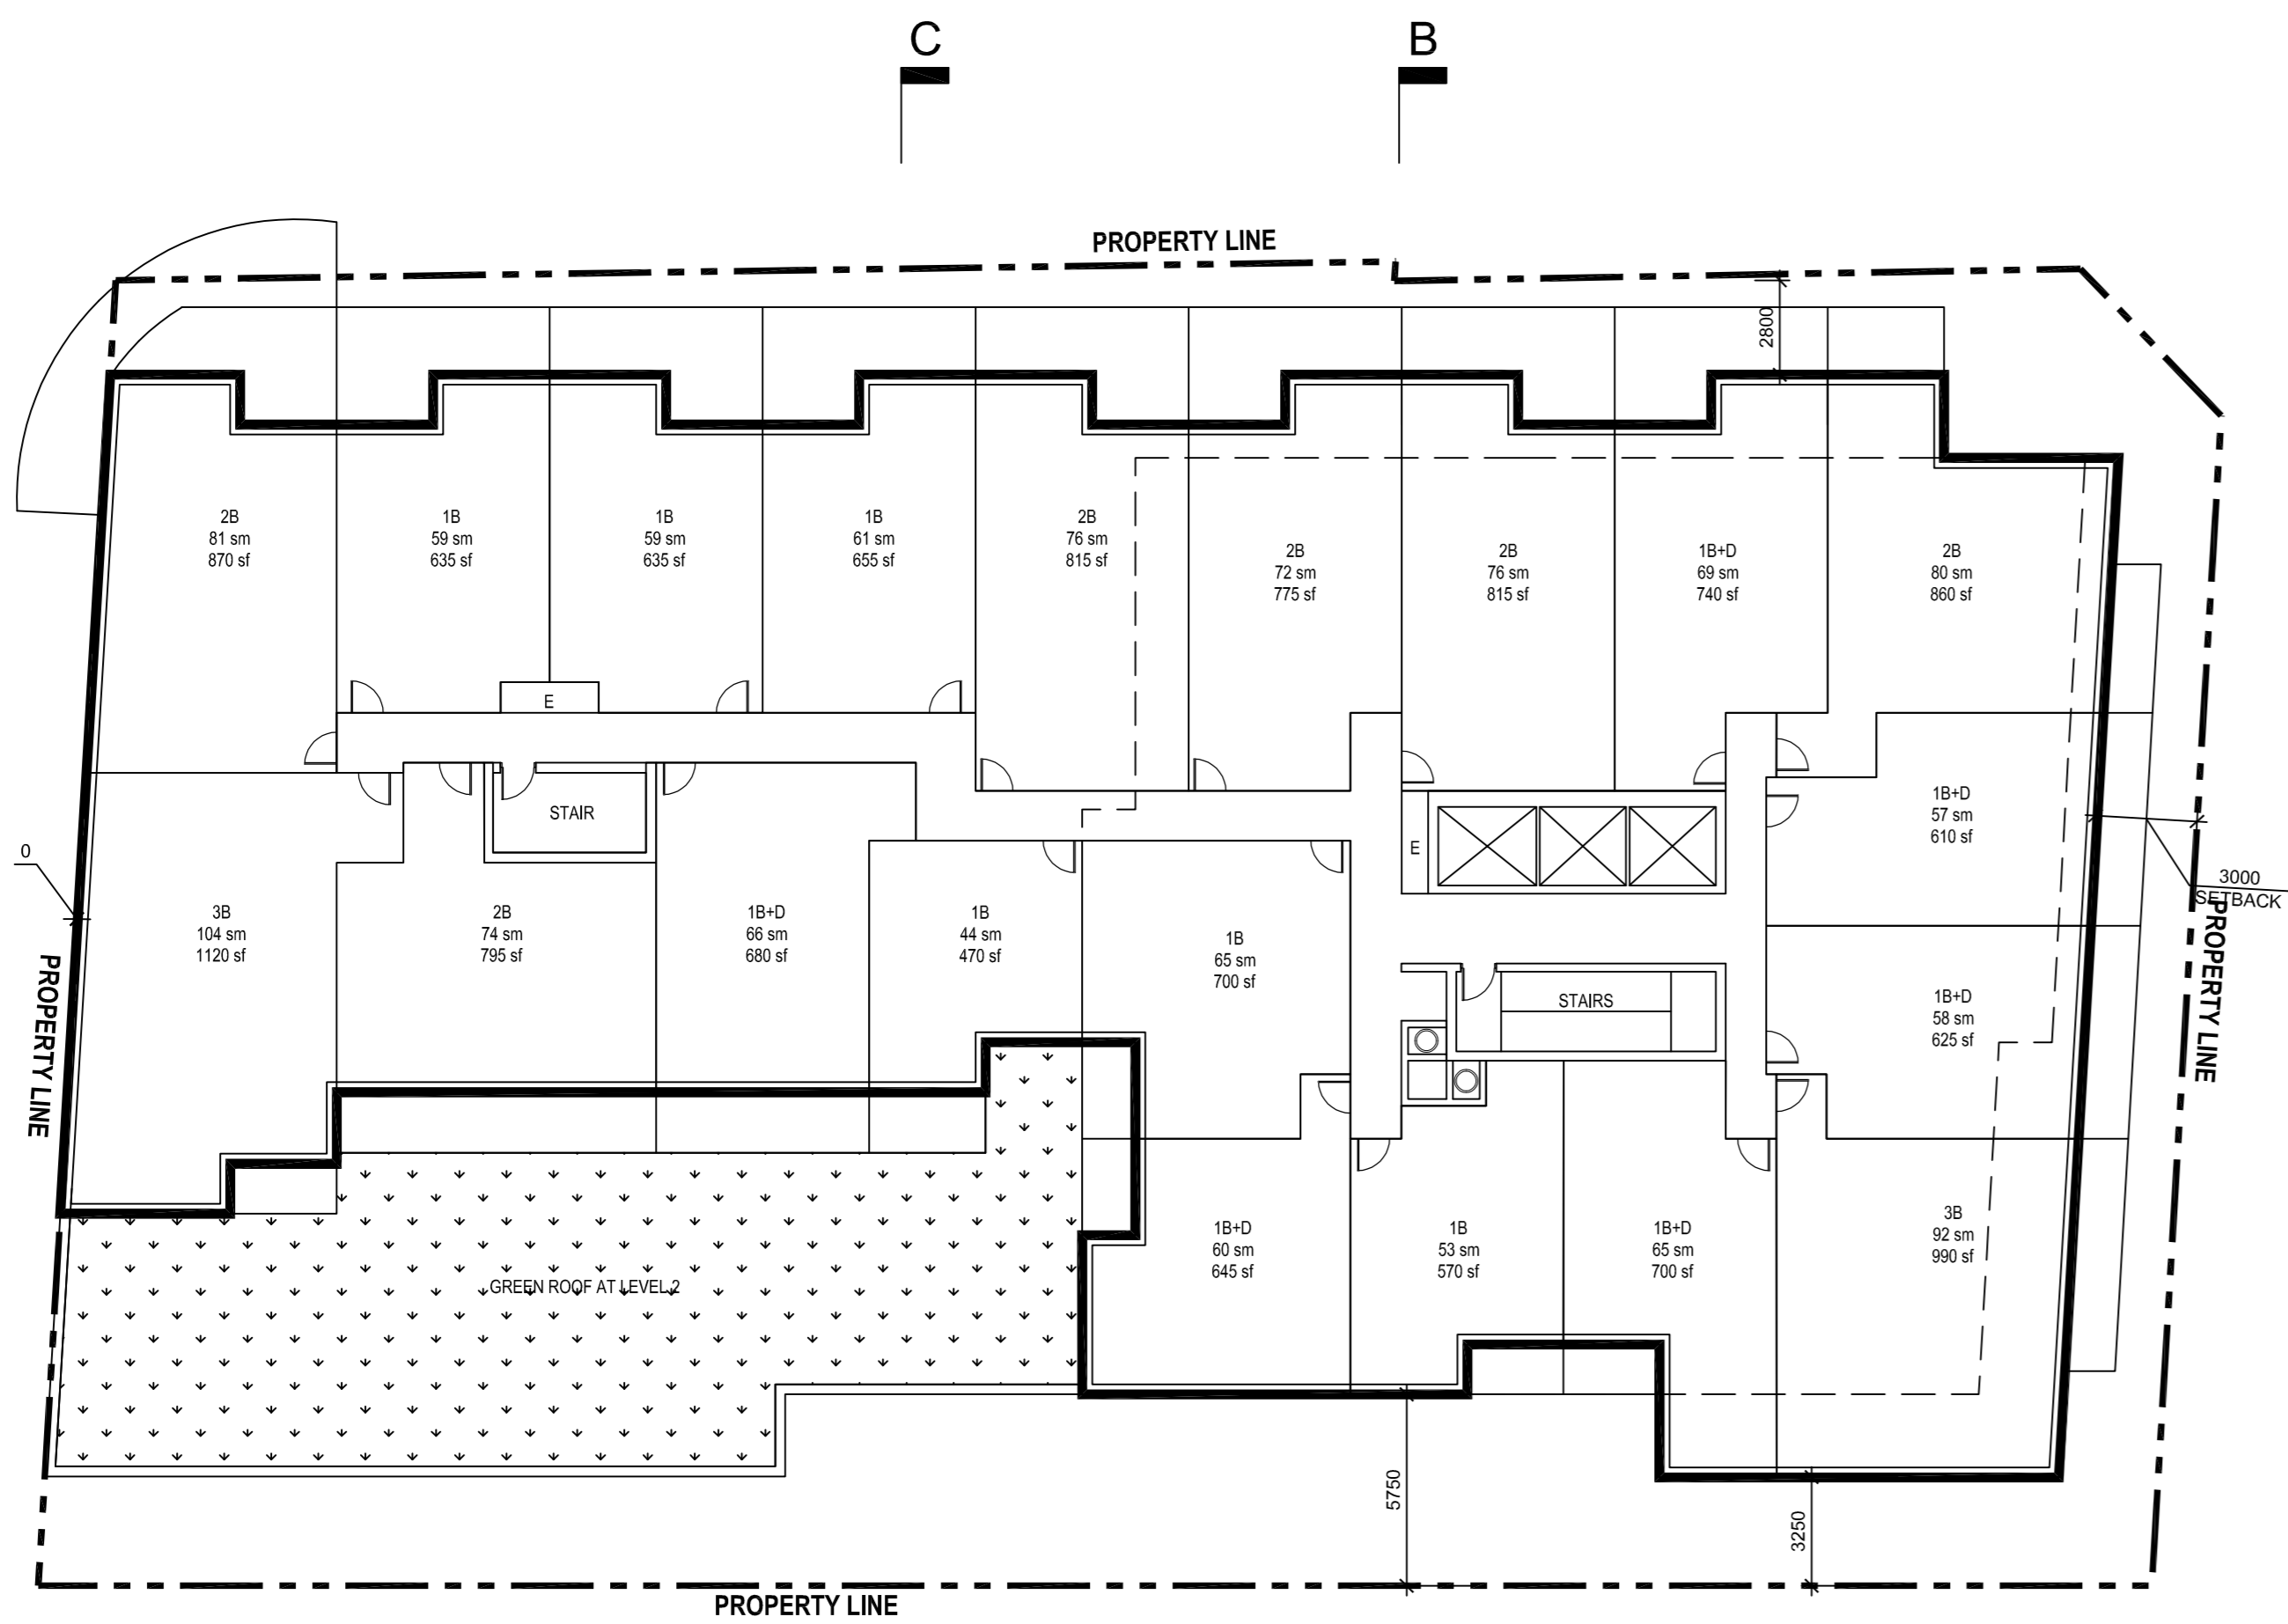 C
B
PROPERTY LINE
2800
2B
81 sm
870 sf
1B
59 sm
635 sf
1B
59 sm
635 sf
1B
61 sm
655 sf
2B
76 sm
815 sf
2B
72 sm
775 sf
2B
76 sm
815 sf
1B+D
69 sm
740 sf
2B
80 sm
860 sf
E
STAIR
E
1B+D
57 sm
610 sf
0
3000
SETBACK
3B
104 sm
1120 sf
2B
74 sm
795 sf
1B+D
66 sm
680 sf
1B
44 sm
470 sf
1B
65 sm
700 sf
STAIRS
1B+D
58 sm
625 sf
PROPERTY LINE
PROPERTY LINE
1B+D
60 sm
645 sf
1B
53 sm
570 sf
1B+D
65 sm
700 sf
3B
92 sm
990 sf
GREEN ROOF AT LEVEL 2
5750
3250
PROPERTY LINE